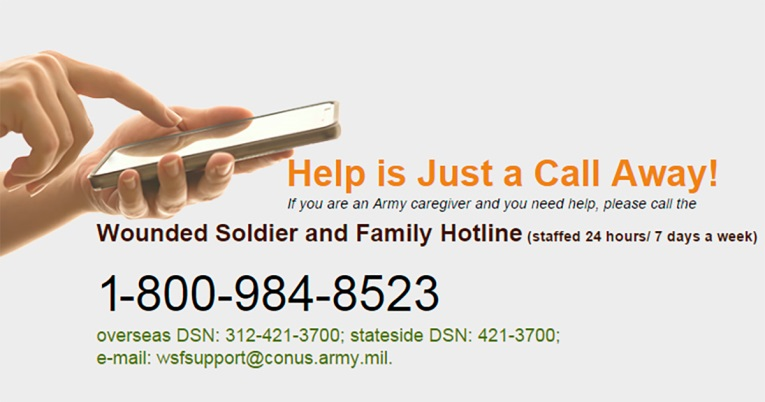 Help is Just a Call Away!
If you are an Army caregiver and you need help, please call the
Wounded Soldier and Family Hotline (staffed 24 hours/ 7 days a week)
1-800-984-8523
overseas DSN: 312-421-3700; stateside DSN: 421-3700;
e-mail: wsfsupport@conus.army.mil.